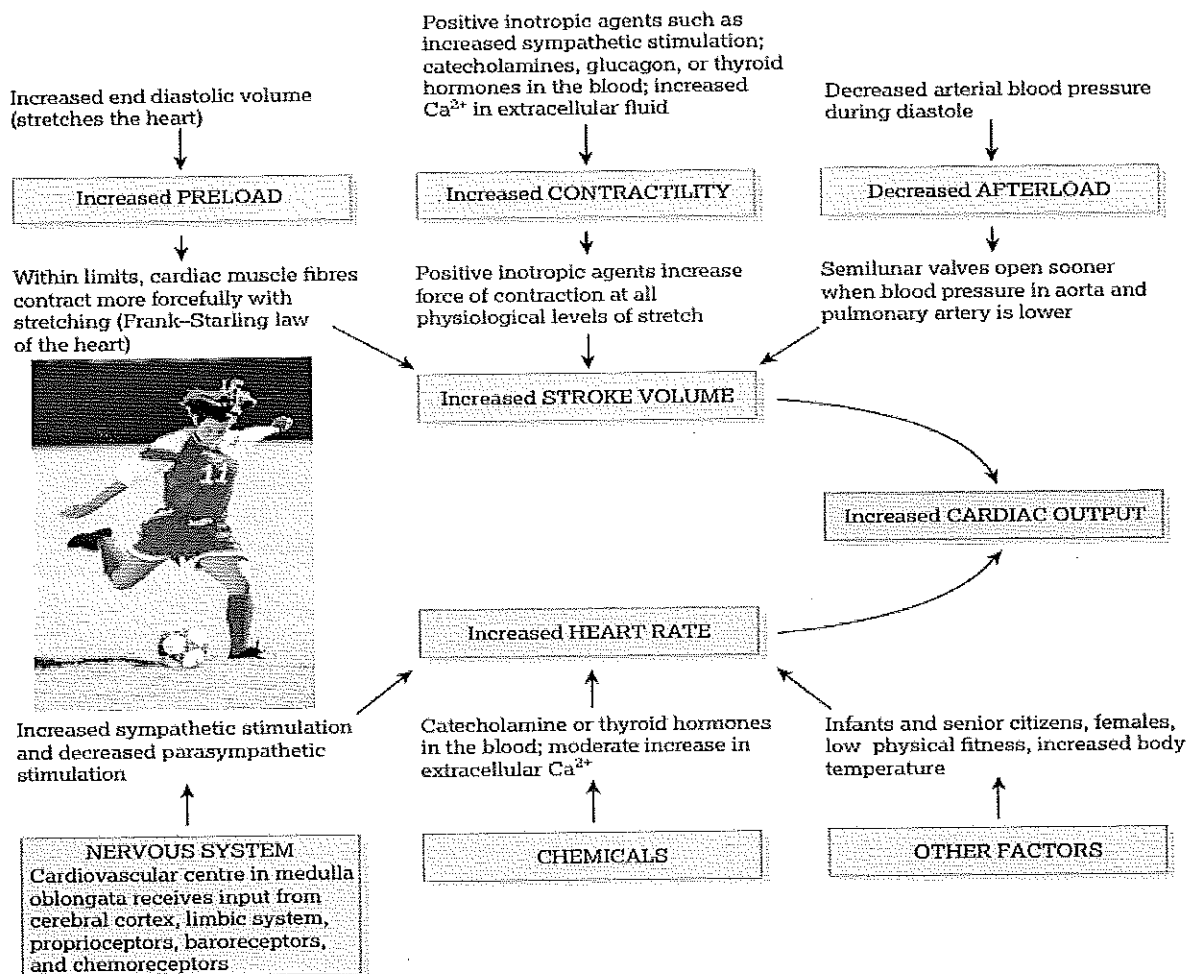 Positive inotropic agents such as
increased sympathetic stimulation;
catecholamines, glucagon, or thyroid
hormones in the blood; increased
Ca²⁺ in extracellular fluid
Increased end diastolic volume
(stretches the heart)
Decreased arterial blood pressure
during diastole
Increased PRELOAD
Increased CONTRACTILITY
Decreased AFTERLOAD
Within limits, cardiac muscle fibres
contract more forcefully with
stretching (Frank–Starling law
of the heart)
Positive inotropic agents increase
force of contraction at all
physiological levels of stretch
Semilunar valves open sooner
when blood pressure in aorta and
pulmonary artery is lower
Increased STROKE VOLUME
11
Increased CARDIAC OUTPUT
Increased HEART RATE
Increased sympathetic stimulation
and decreased parasympathetic
stimulation
Catecholamine or thyroid hormones
in the blood; moderate increase in
extracellular Ca²⁺
Infants and senior citizens, females,
low physical fitness, increased body
temperature
NERVOUS SYSTEM
Cardiovascular centre in medulla
oblongata receives input from
cerebral cortex, limbic system,
proprioceptors, baroreceptors,
and chemoreceptors
CHEMICALS
OTHER FACTORS